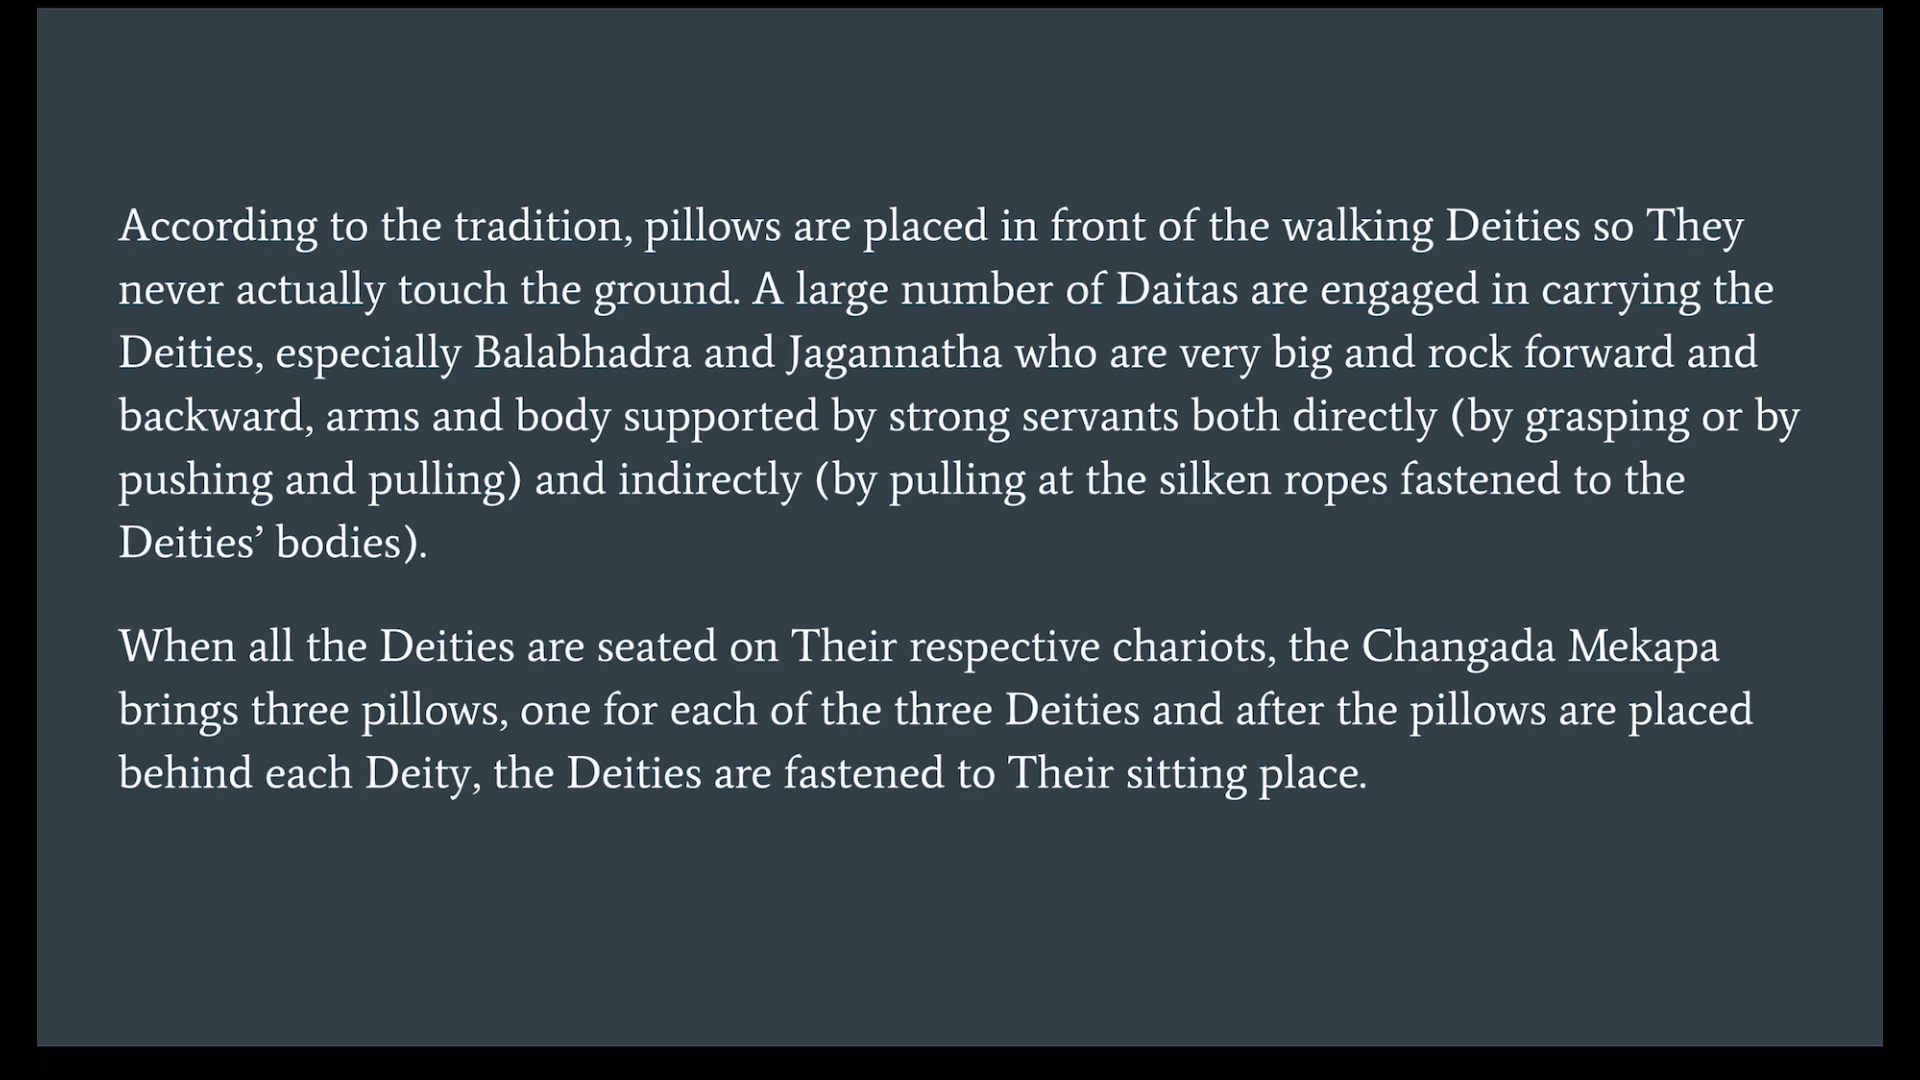 According to the tradition, pillows are placed in front of the walking Deities so They
never actually touch the ground. A large number of Daitas are engaged in carrying the
Deities, especially Balabhadra and Jagannatha who are very big and rock forward and
backward, arms and body supported by strong servants both directly (by grasping or by
pushing and pulling) and indirectly (by pulling at the silken ropes fastened to the
Deities’ bodies).
When all the Deities are seated on Their respective chariots, the Changada Mekapa
brings three pillows, one for each of the three Deities and after the pillows are placed
behind each Deity, the Deities are fastened to Their sitting place.